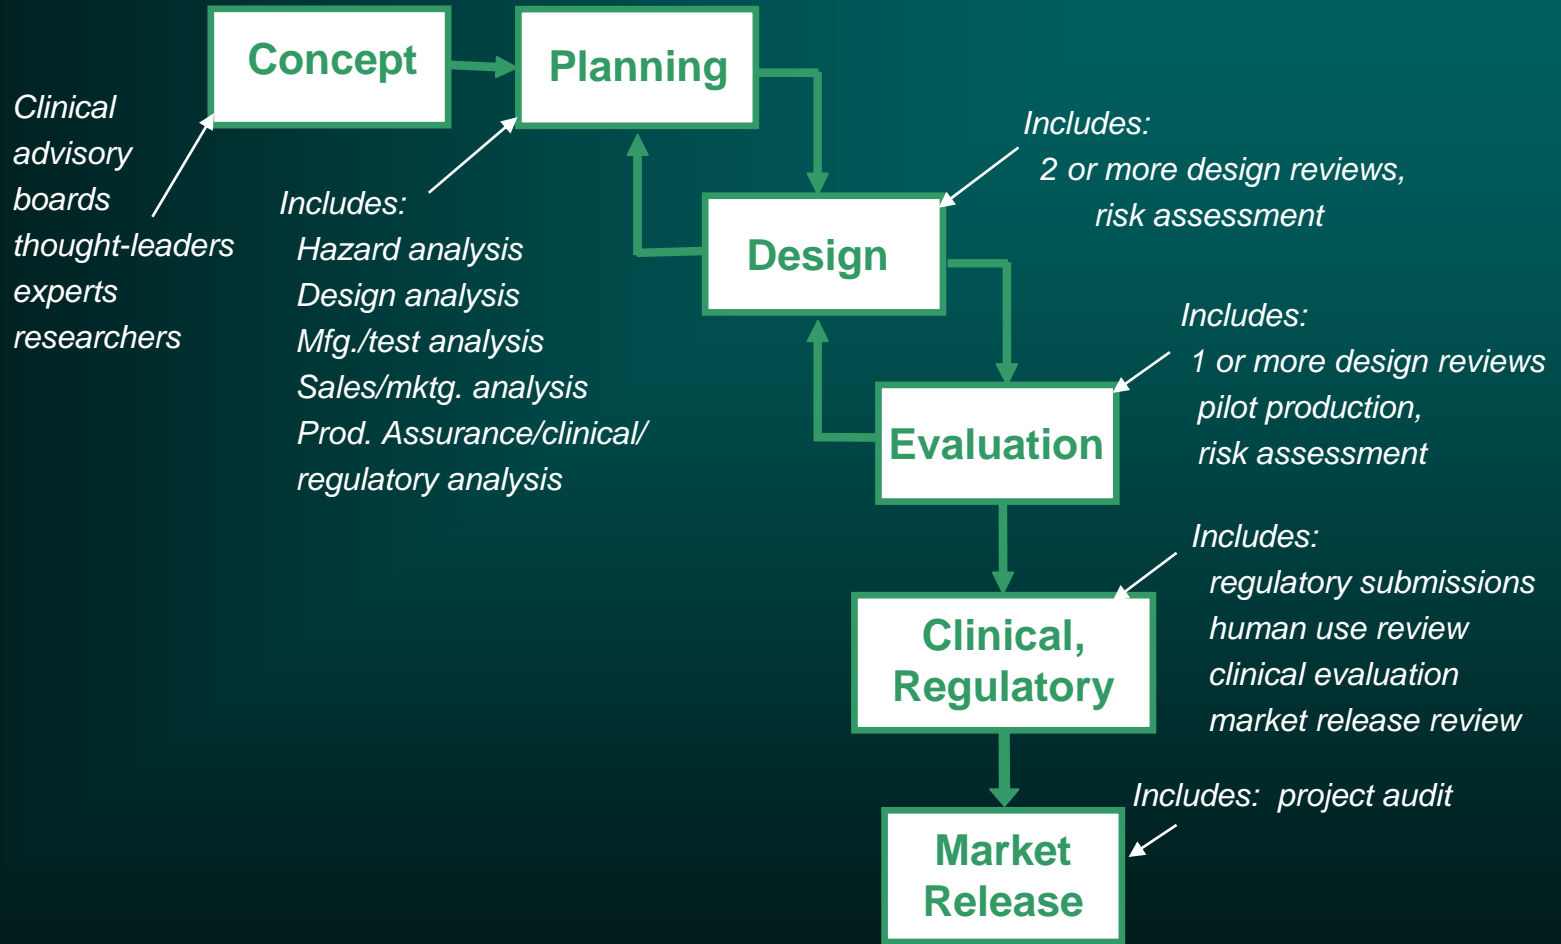 Concept
Planning
Clinical
advisory
boards
thought-leaders
experts
researchers
Includes:
Hazard analysis
Design analysis
Mfg./test analysis
Sales/mktg. analysis
Prod. Assurance/clinical/
regulatory analysis
Includes:
2 or more design reviews,
risk assessment
Design
Includes:
1 or more design reviews
pilot production,
risk assessment
Evaluation
Includes:
regulatory submissions
human use review
clinical evaluation
market release review
Clinical,
Regulatory
Includes: project audit
Market
Release